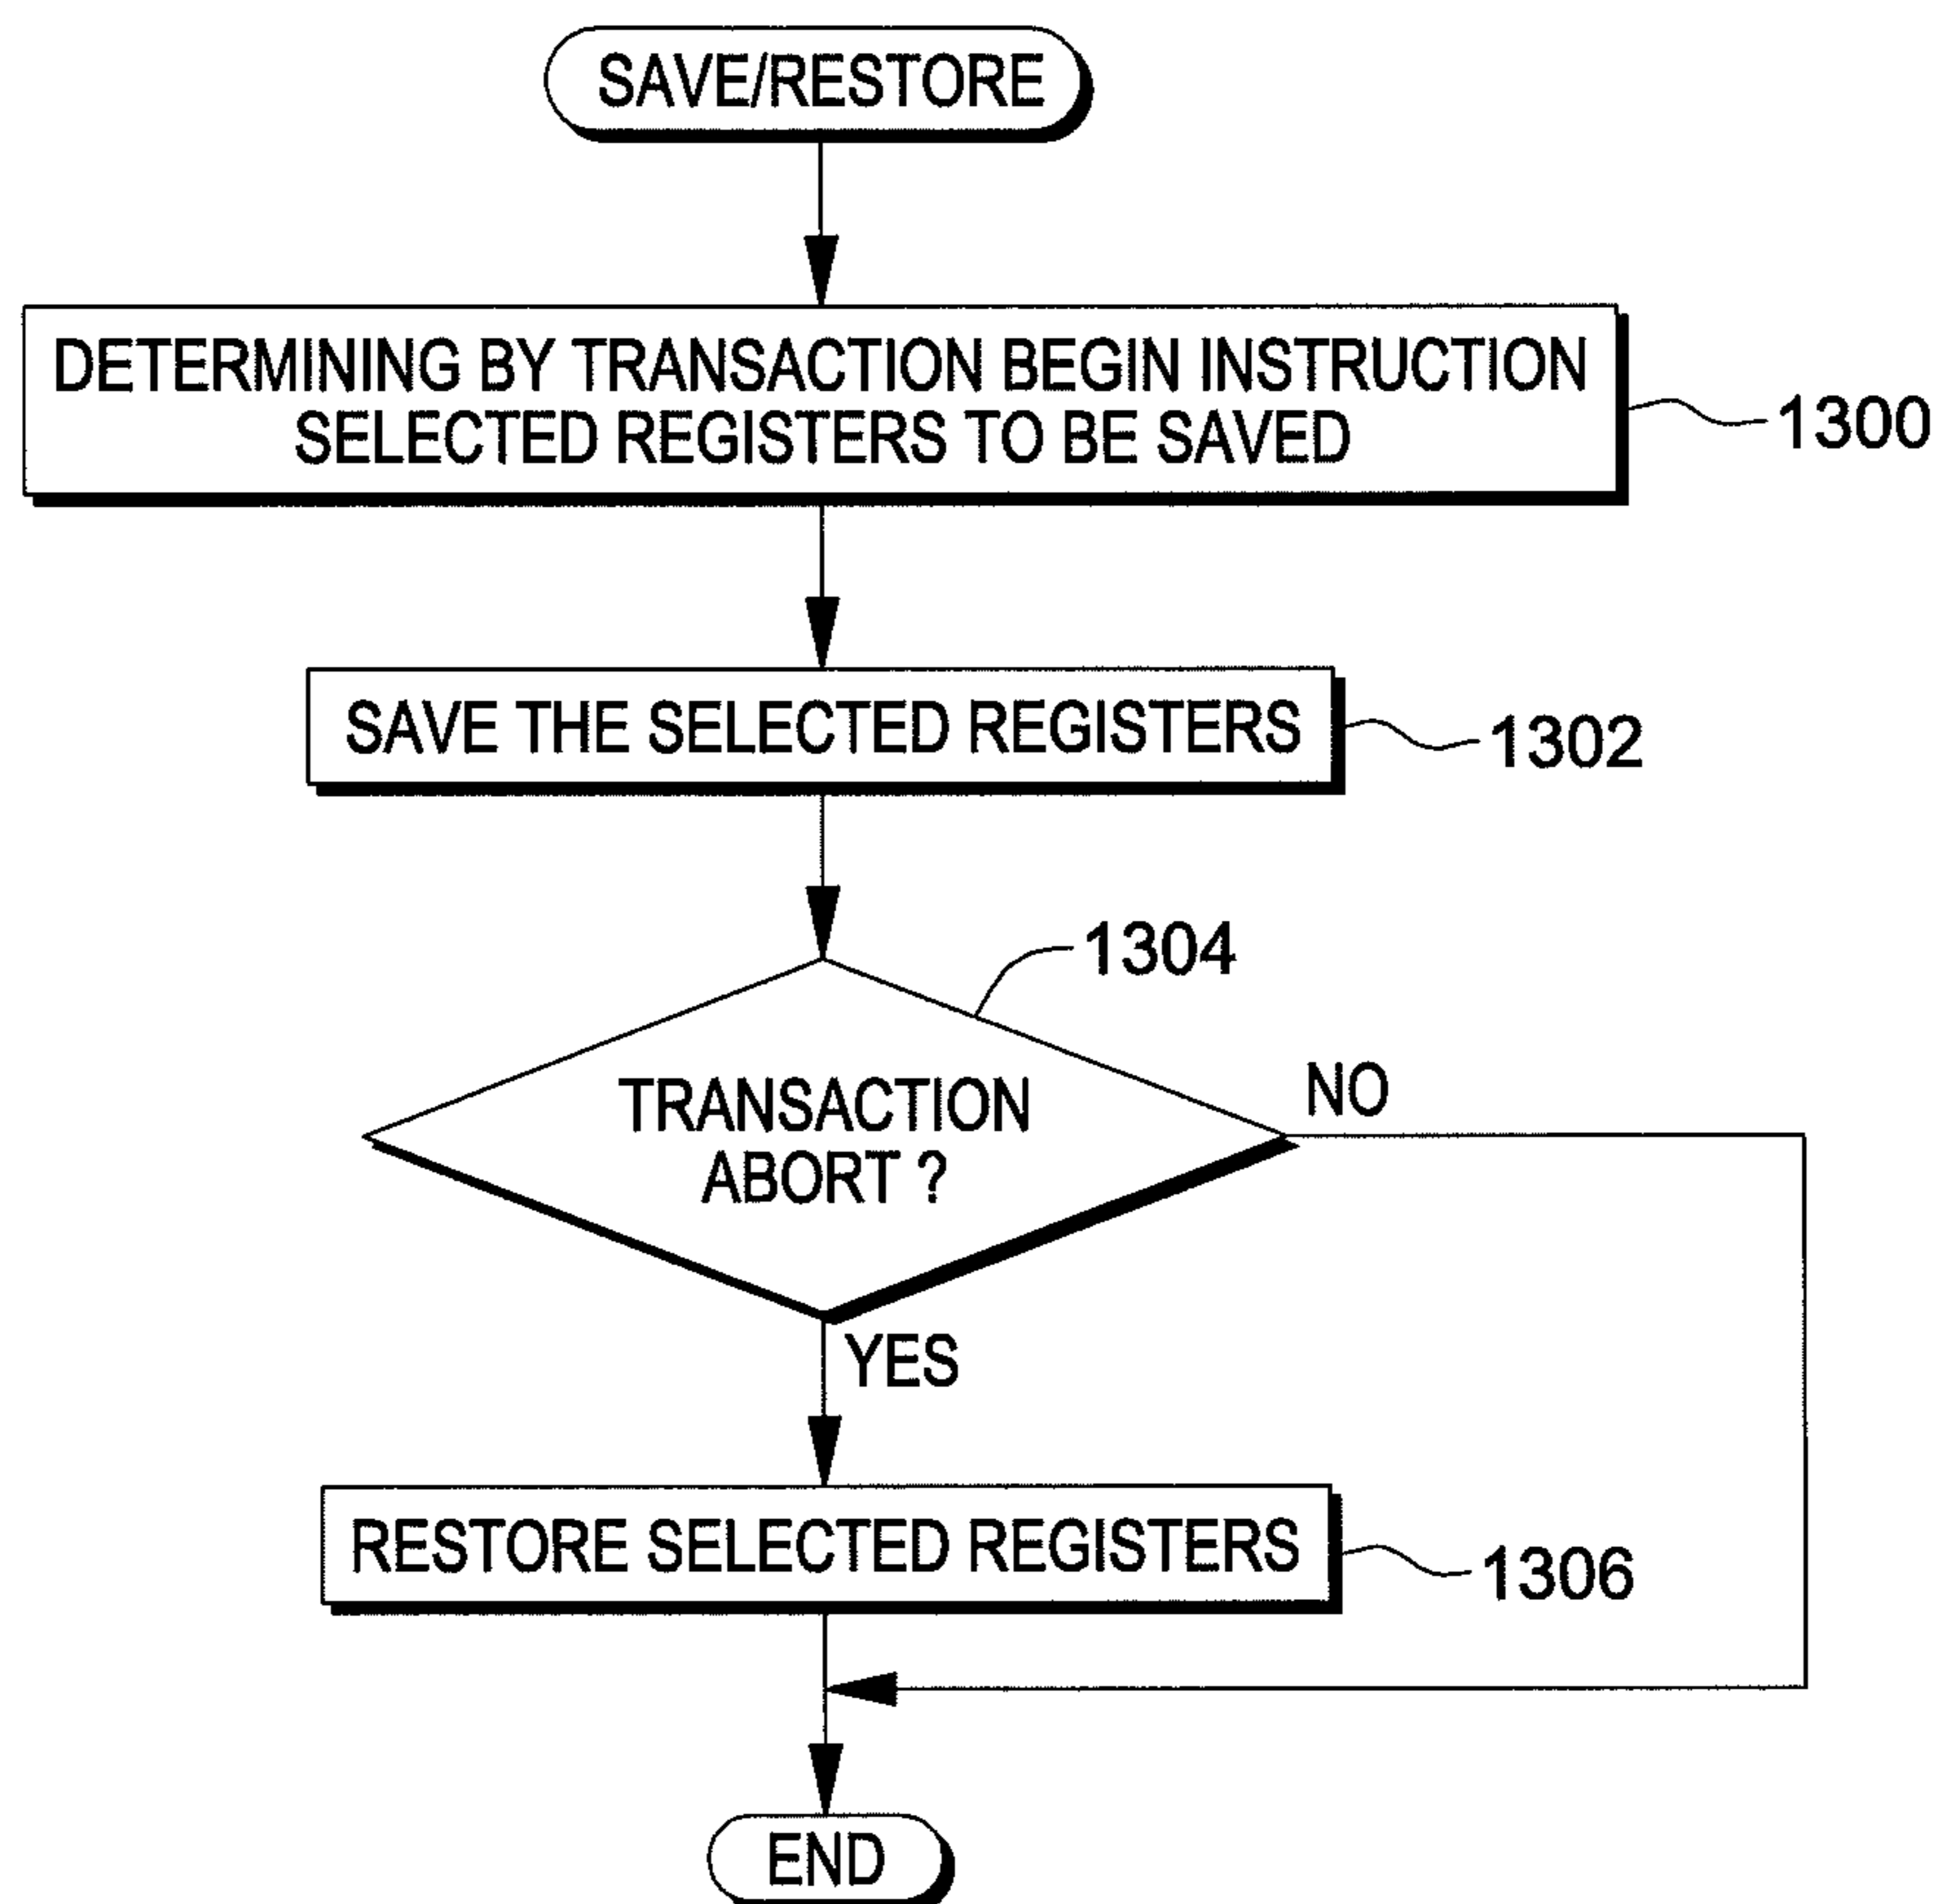 SAVE/RESTORE
DETERMINING BY TRANSACTION BEGIN INSTRUCTION
SELECTED REGISTERS TO BE SAVED
1300
SAVE THE SELECTED REGISTERS
1302
1304
TRANSACTION
ABORT ?
NO
YES
RESTORE SELECTED REGISTERS
1306
END